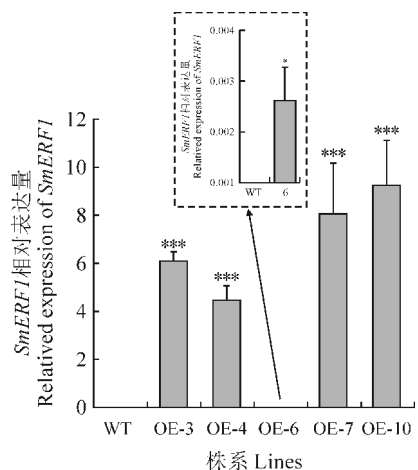 SmERF1相对表达量
Relatived expression of SmERF1
0.004
0.003
0.002
0.001
*
WT
6
SmERF1相对表达量
Relatived expression of SmERF1
12
10
8
6
4
2
0
***
***
***
***
WT
OE-3
OE-4
OE-6
OE-7
OE-10
株系 Lines